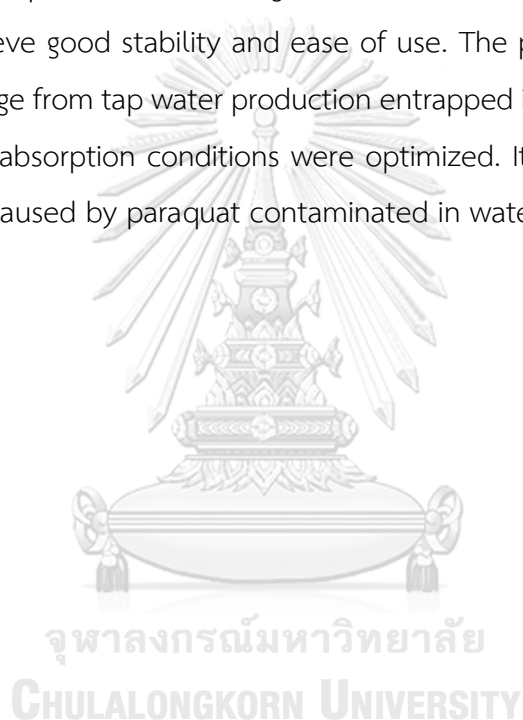 eve good stability and ease of use. The p
ge from tap water production entrapped i
absorption conditions were optimized. It
aused by paraquat contaminated in wate
จุฬาลงกรณ์มหาวิทยาลัย
CHULALONGKORN UNIVERSITY